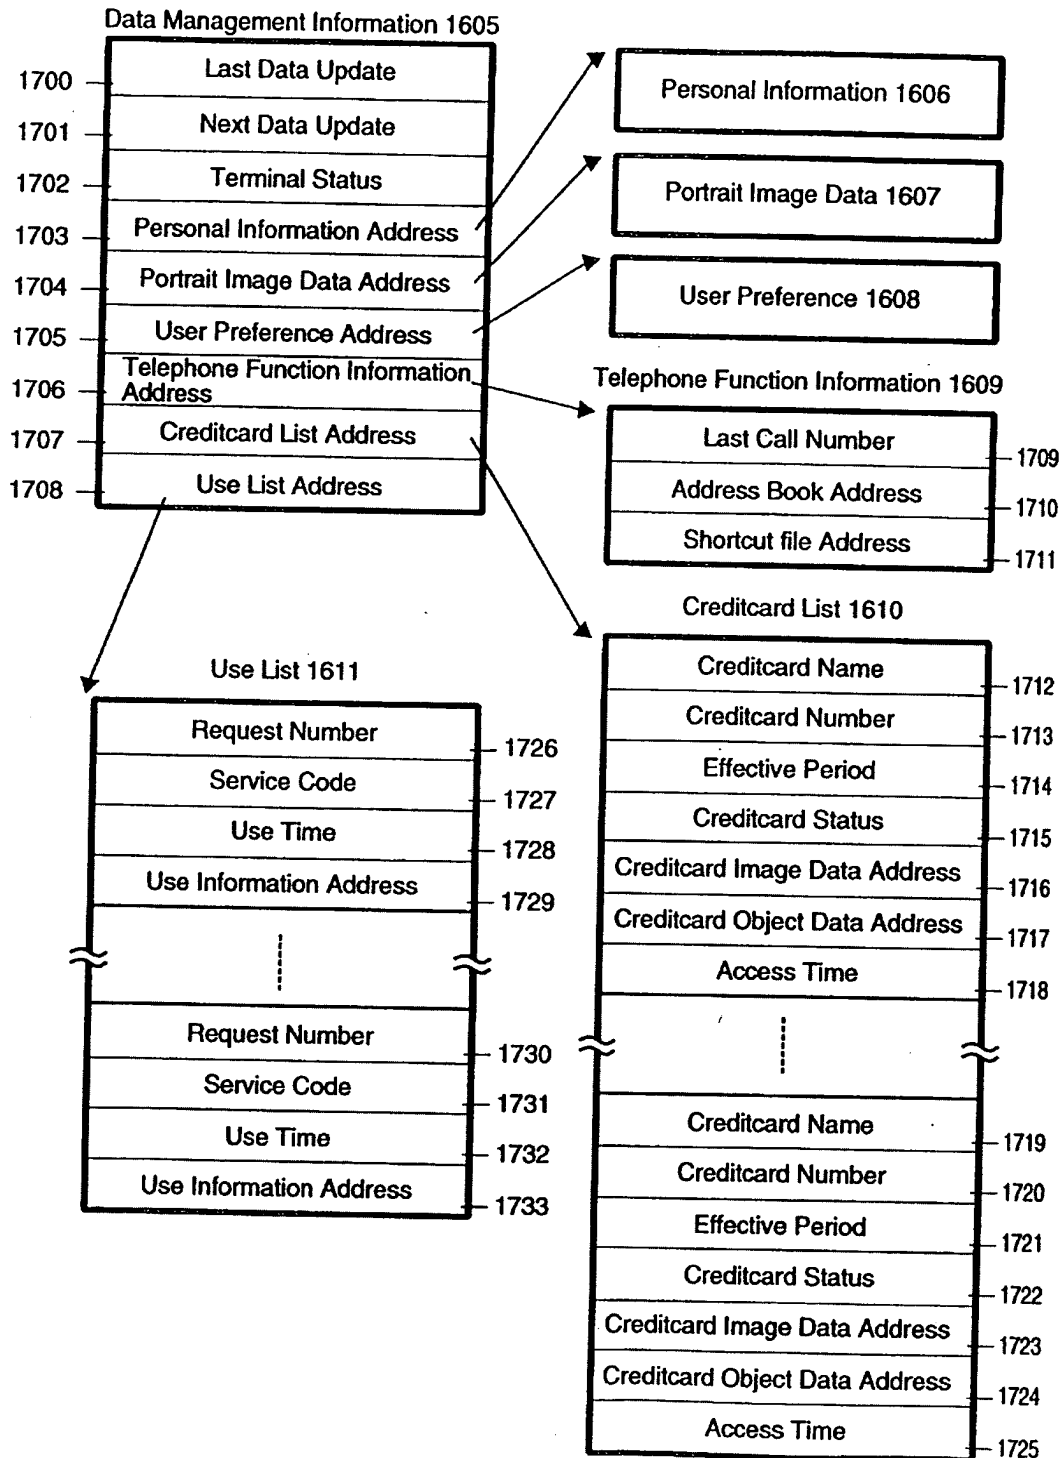 Data Management Information 1605
1700
Last Data Update
1701
Next Data Update
1702
Terminal Status
1703
Personal Information Address
1704
Portrait Image Data Address
1705
User Preference Address
1706
Telephone Function Information
Address
1707
Creditcard List Address
1708
Use List Address
Personal Information 1606
Portrait Image Data 1607
User Preference 1608
Telephone Function Information 1609
Last Call Number
1709
Address Book Address
1710
Shortcut file Address
1711
Use List 1611
Request Number
1726
Service Code
1727
Use Time
1728
Use Information Address
1729
Request Number
1730
Service Code
1731
Use Time
1732
Use Information Address
1733
Creditcard List 1610
Creditcard Name
1712
Creditcard Number
1713
Effective Period
1714
Creditcard Status
1715
Creditcard Image Data Address
1716
Creditcard Object Data Address
1717
Access Time
1718
Creditcard Name
1719
Creditcard Number
1720
Effective Period
1721
Creditcard Status
1722
Creditcard Image Data Address
1723
Creditcard Object Data Address
1724
Access Time
1725